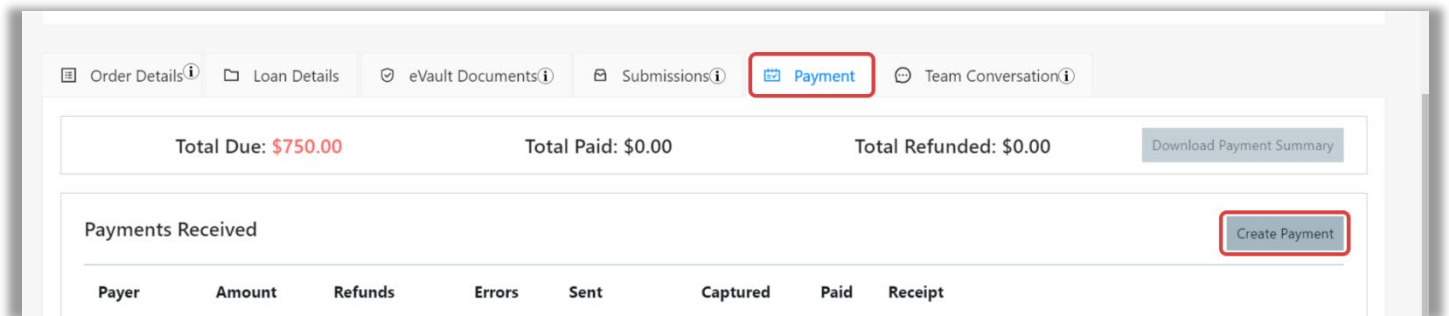 Order Details Loan Details eVault Documents Submissions Payment Team Conversation
Total Due: $750.00 Total Paid: $0.00 Total Refunded: $0.00 Download Payment Summary
Payments Received Create Payment
Payer Amount Refunds Errors Sent Captured Paid Receipt